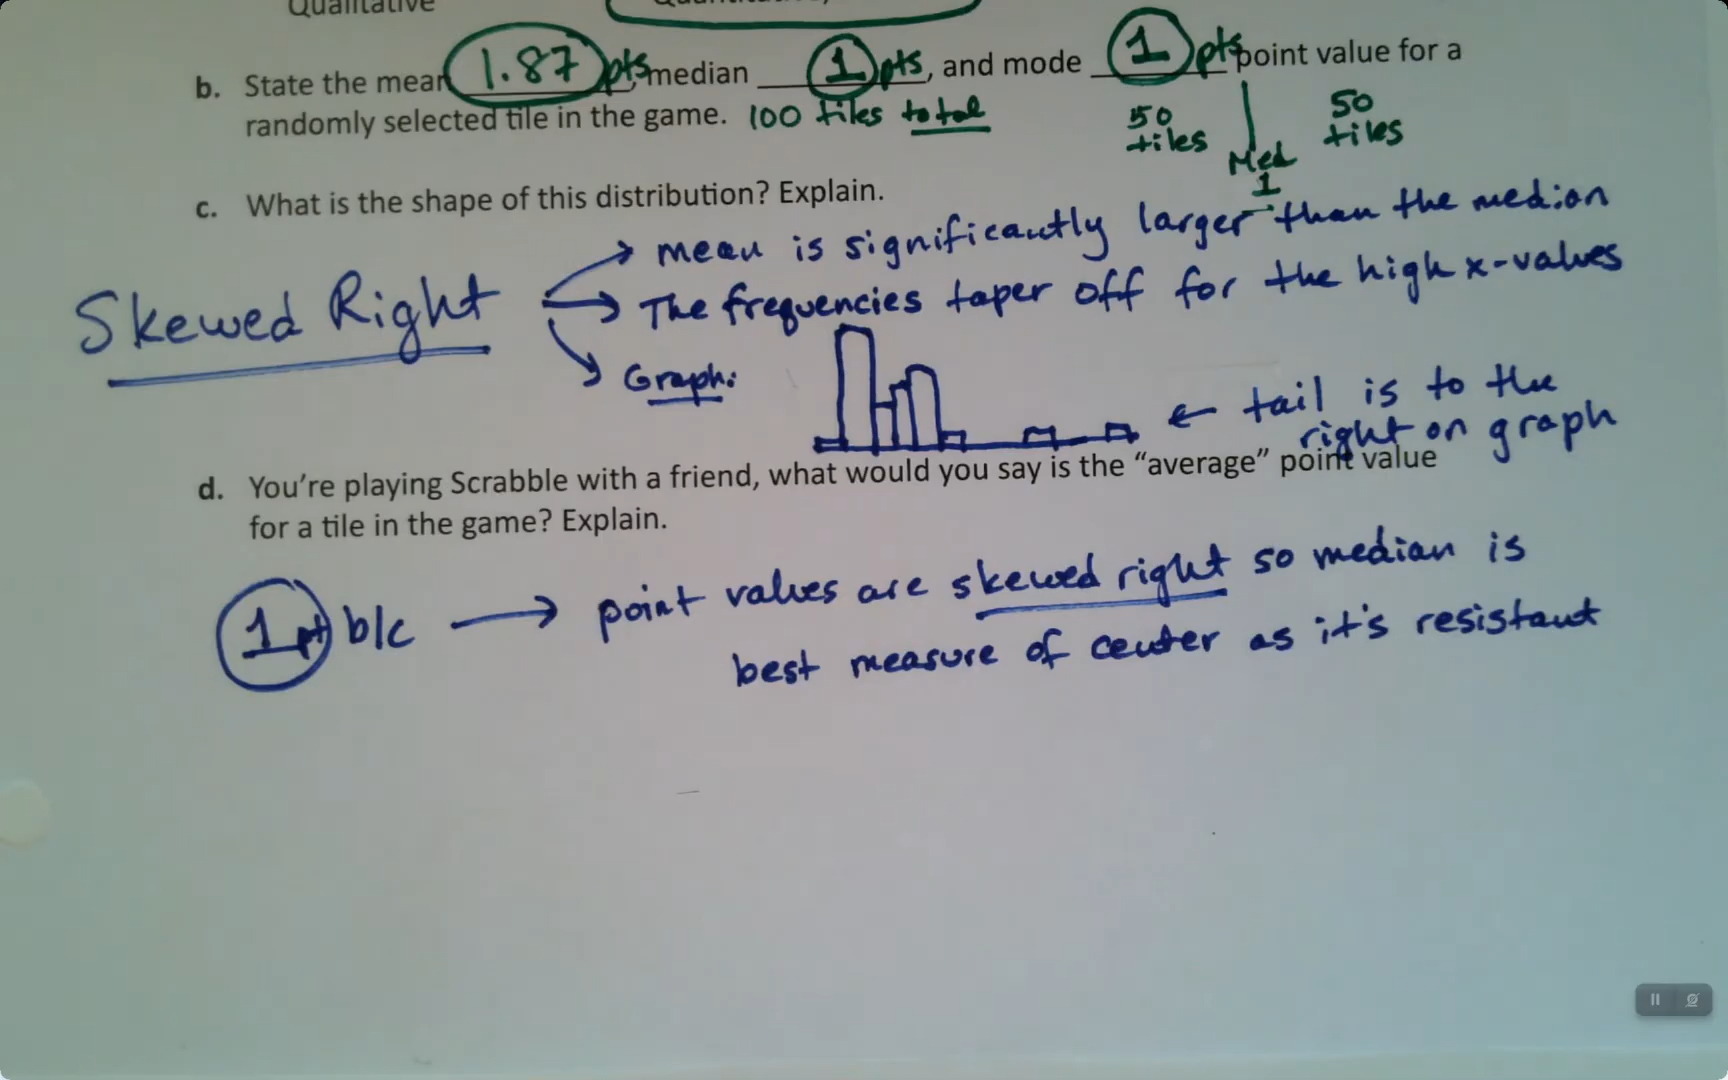 Qualitative
b. State the mean 1.87 pts, median 1 pts, and mode 1 pts point value for a
randomly selected tile in the game. 100 tiles total
50 tiles
Med
1
50 tiles
c. What is the shape of this distribution? Explain.
Skewed Right
→ mean is significantly larger than the median
→ The frequencies taper off for the high x-values
→ Graph:
← tail is to the
right on graph
d. You're playing Scrabble with a friend, what would you say is the "average" point value
for a tile in the game? Explain.
1 pt b/c → point values are skewed right so median is
best measure of center as it's resistant